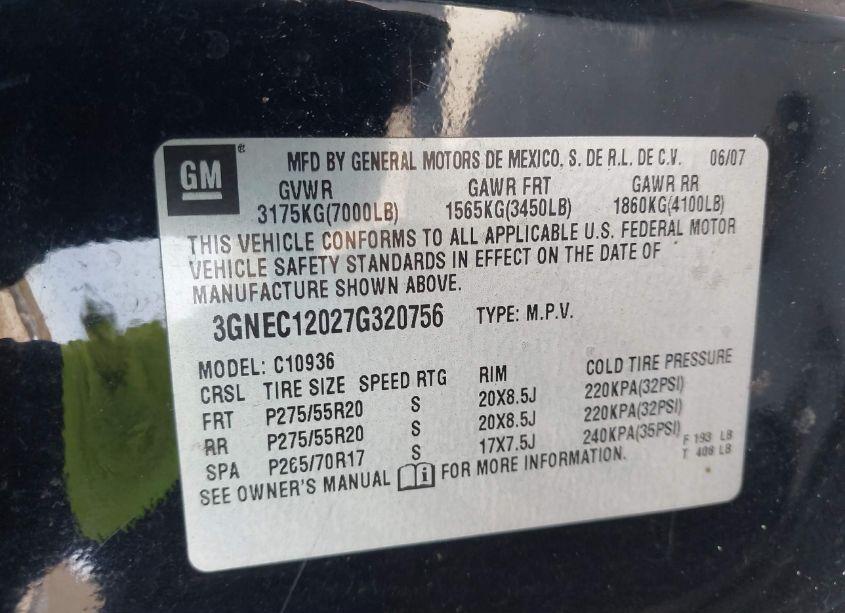 GM ® MFD BY GENERAL MOTORS DE MEXICO, S. DE R.L. DE C.V. 06/07
GVWR GAWR FRT GAWR RR
3175KG(7000LB) 1565KG(3450LB) 1860KG(4100LB)
THIS VEHICLE CONFORMS TO ALL APPLICABLE U.S. FEDERAL MOTOR
VEHICLE SAFETY STANDARDS IN EFFECT ON THE DATE OF
MANUFACTURE SHOWN ABOVE.
3GNEC12027G320756 TYPE: M.P.V.
MODEL: C10936
CRSL TIRE SIZE SPEED RTG RIM COLD TIRE PRESSURE
FRT P275/55R20 S 20X8.5J 220KPA(32PSI)
RR P275/55R20 S 20X8.5J 220KPA(32PSI)
SPA P265/70R17 S 17X7.5J 240KPA(35PSI) F 193 LB
SEE OWNER'S MANUAL FOR MORE INFORMATION. T 408 LB